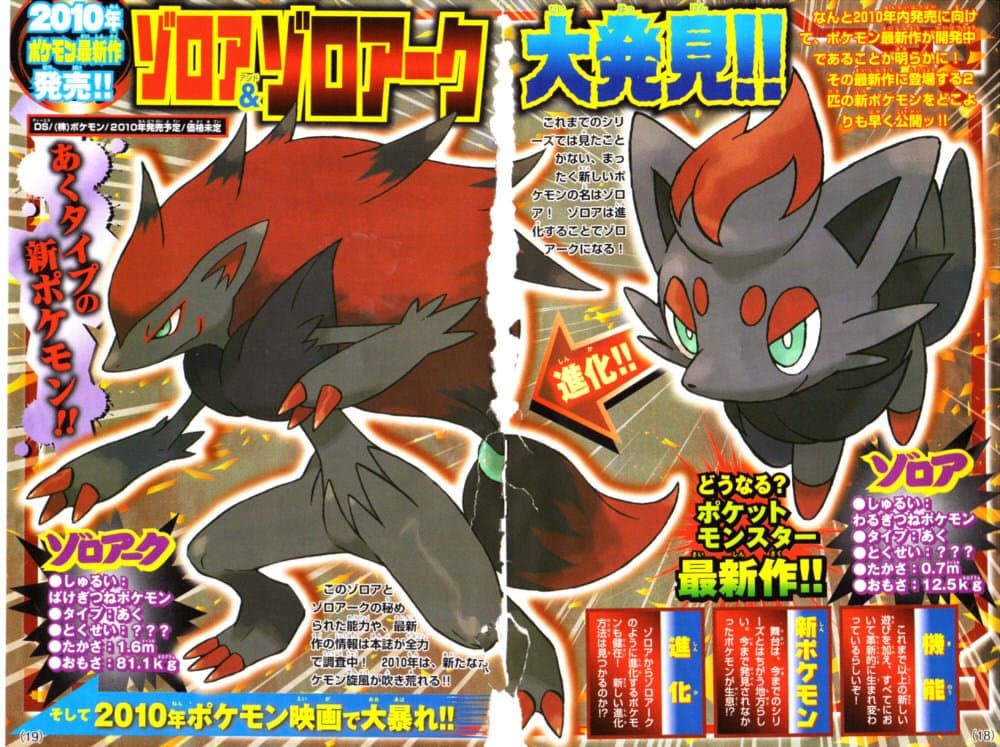 2010年
ポケモン最新作
発売!!
ゾロア&ゾロアーク
アンド
大発見!!
なんと2010年内発売に向け
て、ポケモン最新作が開発中
であることが明らかに!
その最新作に登場する2
匹の新ポケモンをどこよ
りも早く公開ッ!!
DS/(株)ポケモン/2010年発売予定/価格未定
あくタイプの
新ポケモン!!
これまでのシリ
ーズでは見たこと
がない、まっ
たく新しいポ
ケモンの名はゾロ
ア! ゾロアは進
化することでゾロ
アークになる!
進化!!
ゾロア
●しゅるい:
わるぎつねポケモン
●タイプ:あく
●とくせい:???
●たかさ:0.7m
●おもさ:12.5kg
どうなる?
ポケット
モンスター
最新作!!
ゾロアーク
●しゅるい:
ばけぎつねポケモン
●タイプ:あく
●とくせい:???
●たかさ:1.6m
●おもさ:81.1kg
このゾロアと
ゾロアークの秘め
られた能力や、最新
作の情報は本誌が全力
で調査中! 2010年は、新たなポ
ケモン旋風が吹き荒れる!!
機能
これまで以上の新しい
遊びを加え、すべてにお
いて革新的に生まれ変わ
っているらしいぞ!
新ポケモン
舞台は、今までのシリ
ーズとはちがう地方らし
い。今まで発見されなか
ったポケモンが生息!?
進化
ゾロアからゾロアーク
のように進化するポケモ
ンも健在! 新しい進化
方法は見つかるのか!?
そして2010年ポケモン映画で大暴れ!!
(19)
(18)